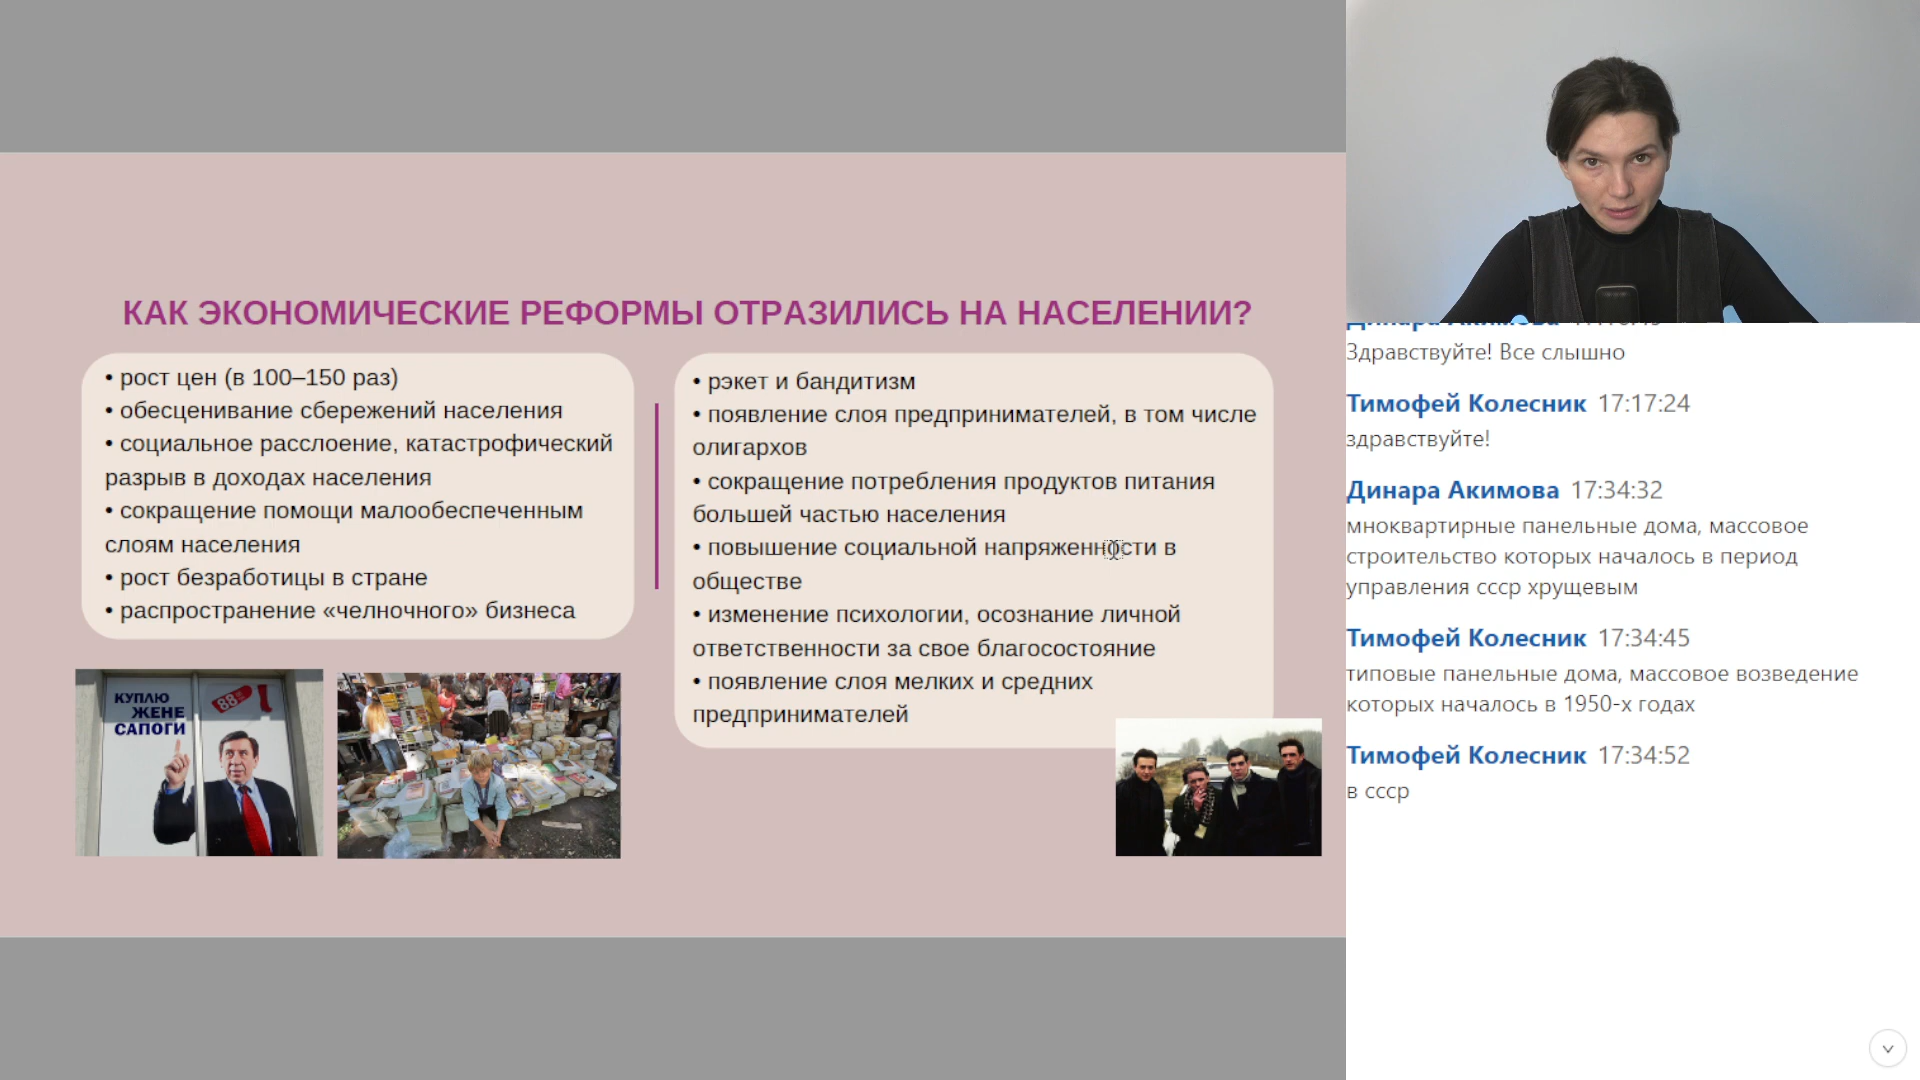 КАК ЭКОНОМИЧЕСКИЕ РЕФОРМЫ ОТРАЗИЛИСЬ НА НАСЕЛЕНИИ?
• рост цен (в 100–150 раз)
• обесценивание сбережений населения
• социальное расслоение, катастрофический
разрыв в доходах населения
• сокращение помощи малообеспеченным
слоям населения
• рост безработицы в стране
• распространение «челночного» бизнеса
• рэкет и бандитизм
• появление слоя предпринимателей, в том числе
олигархов
• сокращение потребления продуктов питания
большей частью населения
• повышение социальной напряженности в
обществе
• изменение психологии, осознание личной
ответственности за свое благосостояние
• появление слоя мелких и средних
предпринимателей
КУПЛЮ
ЖЕНЕ
САПОГИ
88
Динара Акимова
Здравствуйте! Все слышно
Тимофей Колесник 17:17:24
здравствуйте!
Динара Акимова 17:34:32
мноквартирные панельные дома, массовое
строительство которых началось в период
управления ссср хрущевым
Тимофей Колесник 17:34:45
типовые панельные дома, массовое возведение
которых началось в 1950-х годах
Тимофей Колесник 17:34:52
в ссср